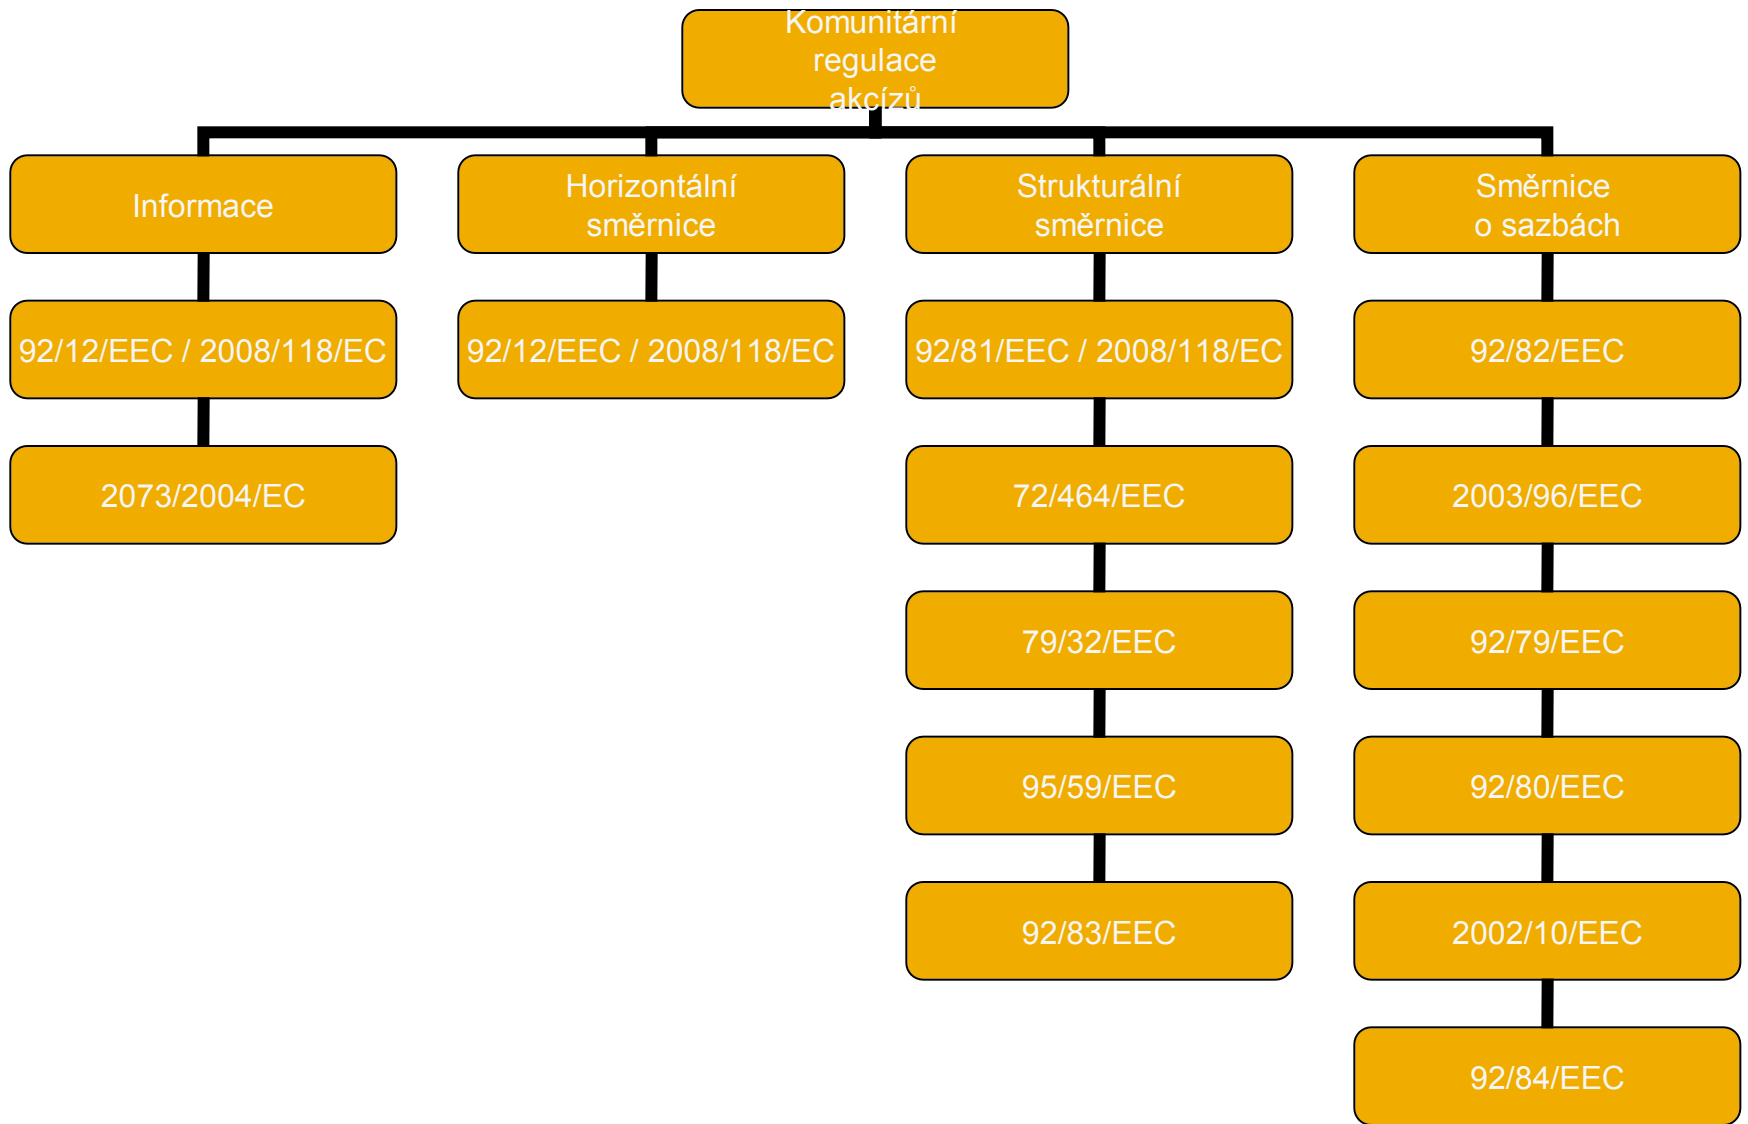 Komunitární
regulace
akcízů
Informace
Horizontální
směrnice
Strukturální
směrnice
Směrnice
o sazbách
92/12/EEC / 2008/118/EC
92/12/EEC / 2008/118/EC
92/81/EEC / 2008/118/EC
92/82/EEC
2073/2004/EC
72/464/EEC
2003/96/EEC
79/32/EEC
92/79/EEC
95/59/EEC
92/80/EEC
92/83/EEC
2002/10/EEC
92/84/EEC